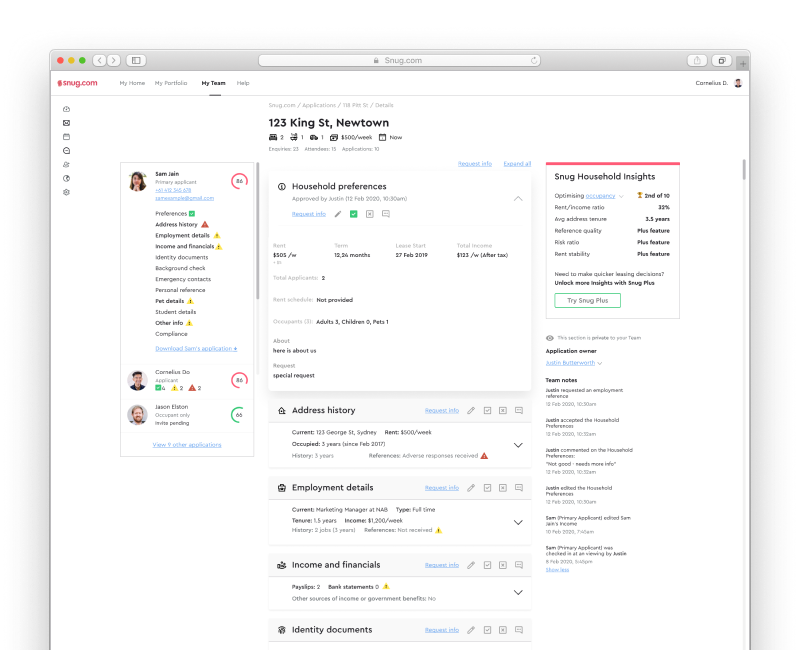 Snug.com
snug.com
My Home My Portfolio My Team Help
Cornelius D.
Snug.com / Applications / 118 Pitt St / Details
123 King St, Newtown
2 1 1 $500/week Now
Enquiries: 23 Attendees: 15 Applications: 10
Request info Expand all
Sam Jain
Primary applicant
+61 412 345 678
samexample@gmail.com
86
Preferences
Address history
Employment details
Income and financials
Identity documents
Background check
Emergency contacts
Personal reference
Pet details
Student details
Other info
Compliance
Download Sam's application
Cornelius Do
Applicant
4 2 2
86
Jason Elston
Occupant only
Invite pending
66
View 9 other applications
Household preferences
Approved by Justin (12 Feb 2020, 10:30am)
Request info
Rent Term Lease Start Total Income
$505 /w 12,24 months 27 Feb 2019 $123 /w (After tax)
Total Applicants: 2
Rent schedule: Not provided
Occupants (3): Adults 3, Children 0, Pets 1
About
here is about us
Request
special request
Address history Request info
Current: 123 George St, Sydney Rent: $500/week
Occupied: 3 years (since Feb 2017)
History: 3 years References: Adverse responses received
Employment details Request info
Current: Marketing Manager at NAB Type: Full time
Tenure: 1.5 years Income: $1,200/week
History: 2 jobs (3 years) References: Not received
Income and financials Request info
Payslips: 2 Bank statements 0
Other sources of income or government benefits: No
Identity documents Request info
Snug Household Insights
Optimising occupancy 2nd of 10
Rent/income ratio 32%
Avg address tenure 3.5 years
Reference quality Plus feature
Risk ratio Plus feature
Rent stability Plus feature
Need to make quicker leasing decisions?
Unlock more Insights with Snug Plus
Try Snug Plus
This section is private to your Team
Application owner
Justin Butterworth
Team notes
Justin requested an employment
reference
12 Feb 2020, 10:30am
Justin accepted the Household
Preferences
12 Feb 2020, 10:32am
Justin commented on the Household
Preferences:
"Not good - needs more info"
12 Feb 2020, 10:32am
Justin edited the Household
Preferences
12 Feb 2020, 10:30am
Sam (Primary Applicant) edited Sam
Jain's Income
10 Feb 2020, 7:45am
Sam (Primary Applicant) was
checked in at an viewing by Justie
8 Feb 2020, 5:45pm
Show less